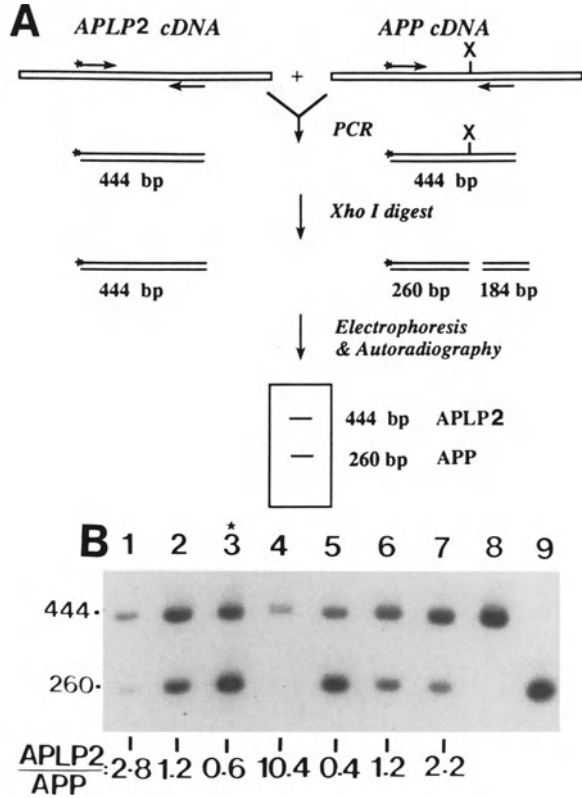 A
APLP2 cDNA
APP cDNA
X
+
PCR
X
444 bp
444 bp
Xho I digest
444 bp
260 bp 184 bp
Electrophoresis
& Autoradiography
444 bp APLP2
260 bp APP
B 1 2 3* 4 5 6 7 8 9
444
260
APLP2/APP: 2.8 1.2 0.6 10.4 0.4 1.2 2.2